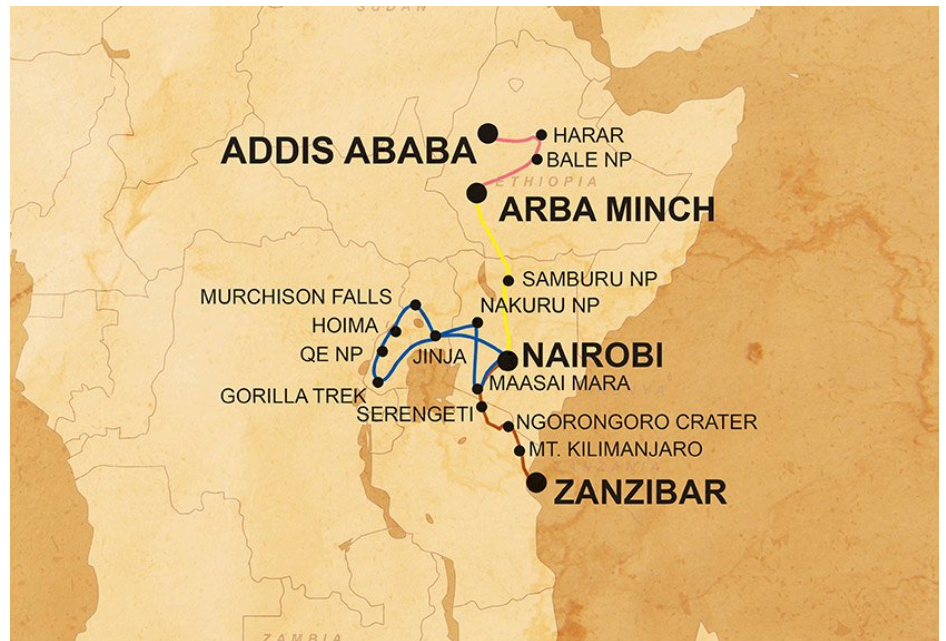 SUDAN
HARAR
ADDIS ABABA
BALE NP
ETHIOPIA
ARBA MINCH
SAMBURU NP
MURCHISON FALLS
NAKURU NP
HOIMA
QE NP
JINJA
NAIROBI
MAASAI MARA
GORILLA TREK
SERENGETI
NGORONGORO CRATER
MT. KILIMANJARO
TANZANIA
ZANZIBAR
ZAMBIA